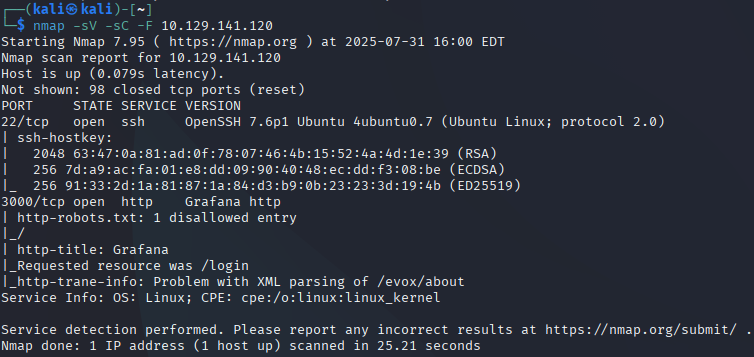 ┌──(kali㉿kali)-[~]
└─$ nmap -sV -sC -F 10.129.141.120
Starting Nmap 7.95 ( https://nmap.org ) at 2025-07-31 16:00 EDT
Nmap scan report for 10.129.141.120
Host is up (0.079s latency).
Not shown: 98 closed tcp ports (reset)
PORT     STATE SERVICE VERSION
22/tcp   open  ssh     OpenSSH 7.6p1 Ubuntu 4ubuntu0.7 (Ubuntu Linux; protocol 2.0)
| ssh-hostkey:
|   2048 63:47:0a:81:ad:0f:78:07:46:4b:15:52:4a:4d:1e:39 (RSA)
|   256 7d:a9:ac:fa:01:e8:dd:09:90:40:48:ec:dd:f3:08:be (ECDSA)
|_  256 91:33:2d:1a:81:87:1a:84:d3:b9:0b:23:23:3d:19:4b (ED25519)
3000/tcp open  http    Grafana http
| http-robots.txt: 1 disallowed entry
|_/
| http-title: Grafana
|_Requested resource was /login
|_http-trane-info: Problem with XML parsing of /evox/about
Service Info: OS: Linux; CPE: cpe:/o:linux:linux_kernel

Service detection performed. Please report any incorrect results at https://nmap.org/submit/ .
Nmap done: 1 IP address (1 host up) scanned in 25.21 seconds